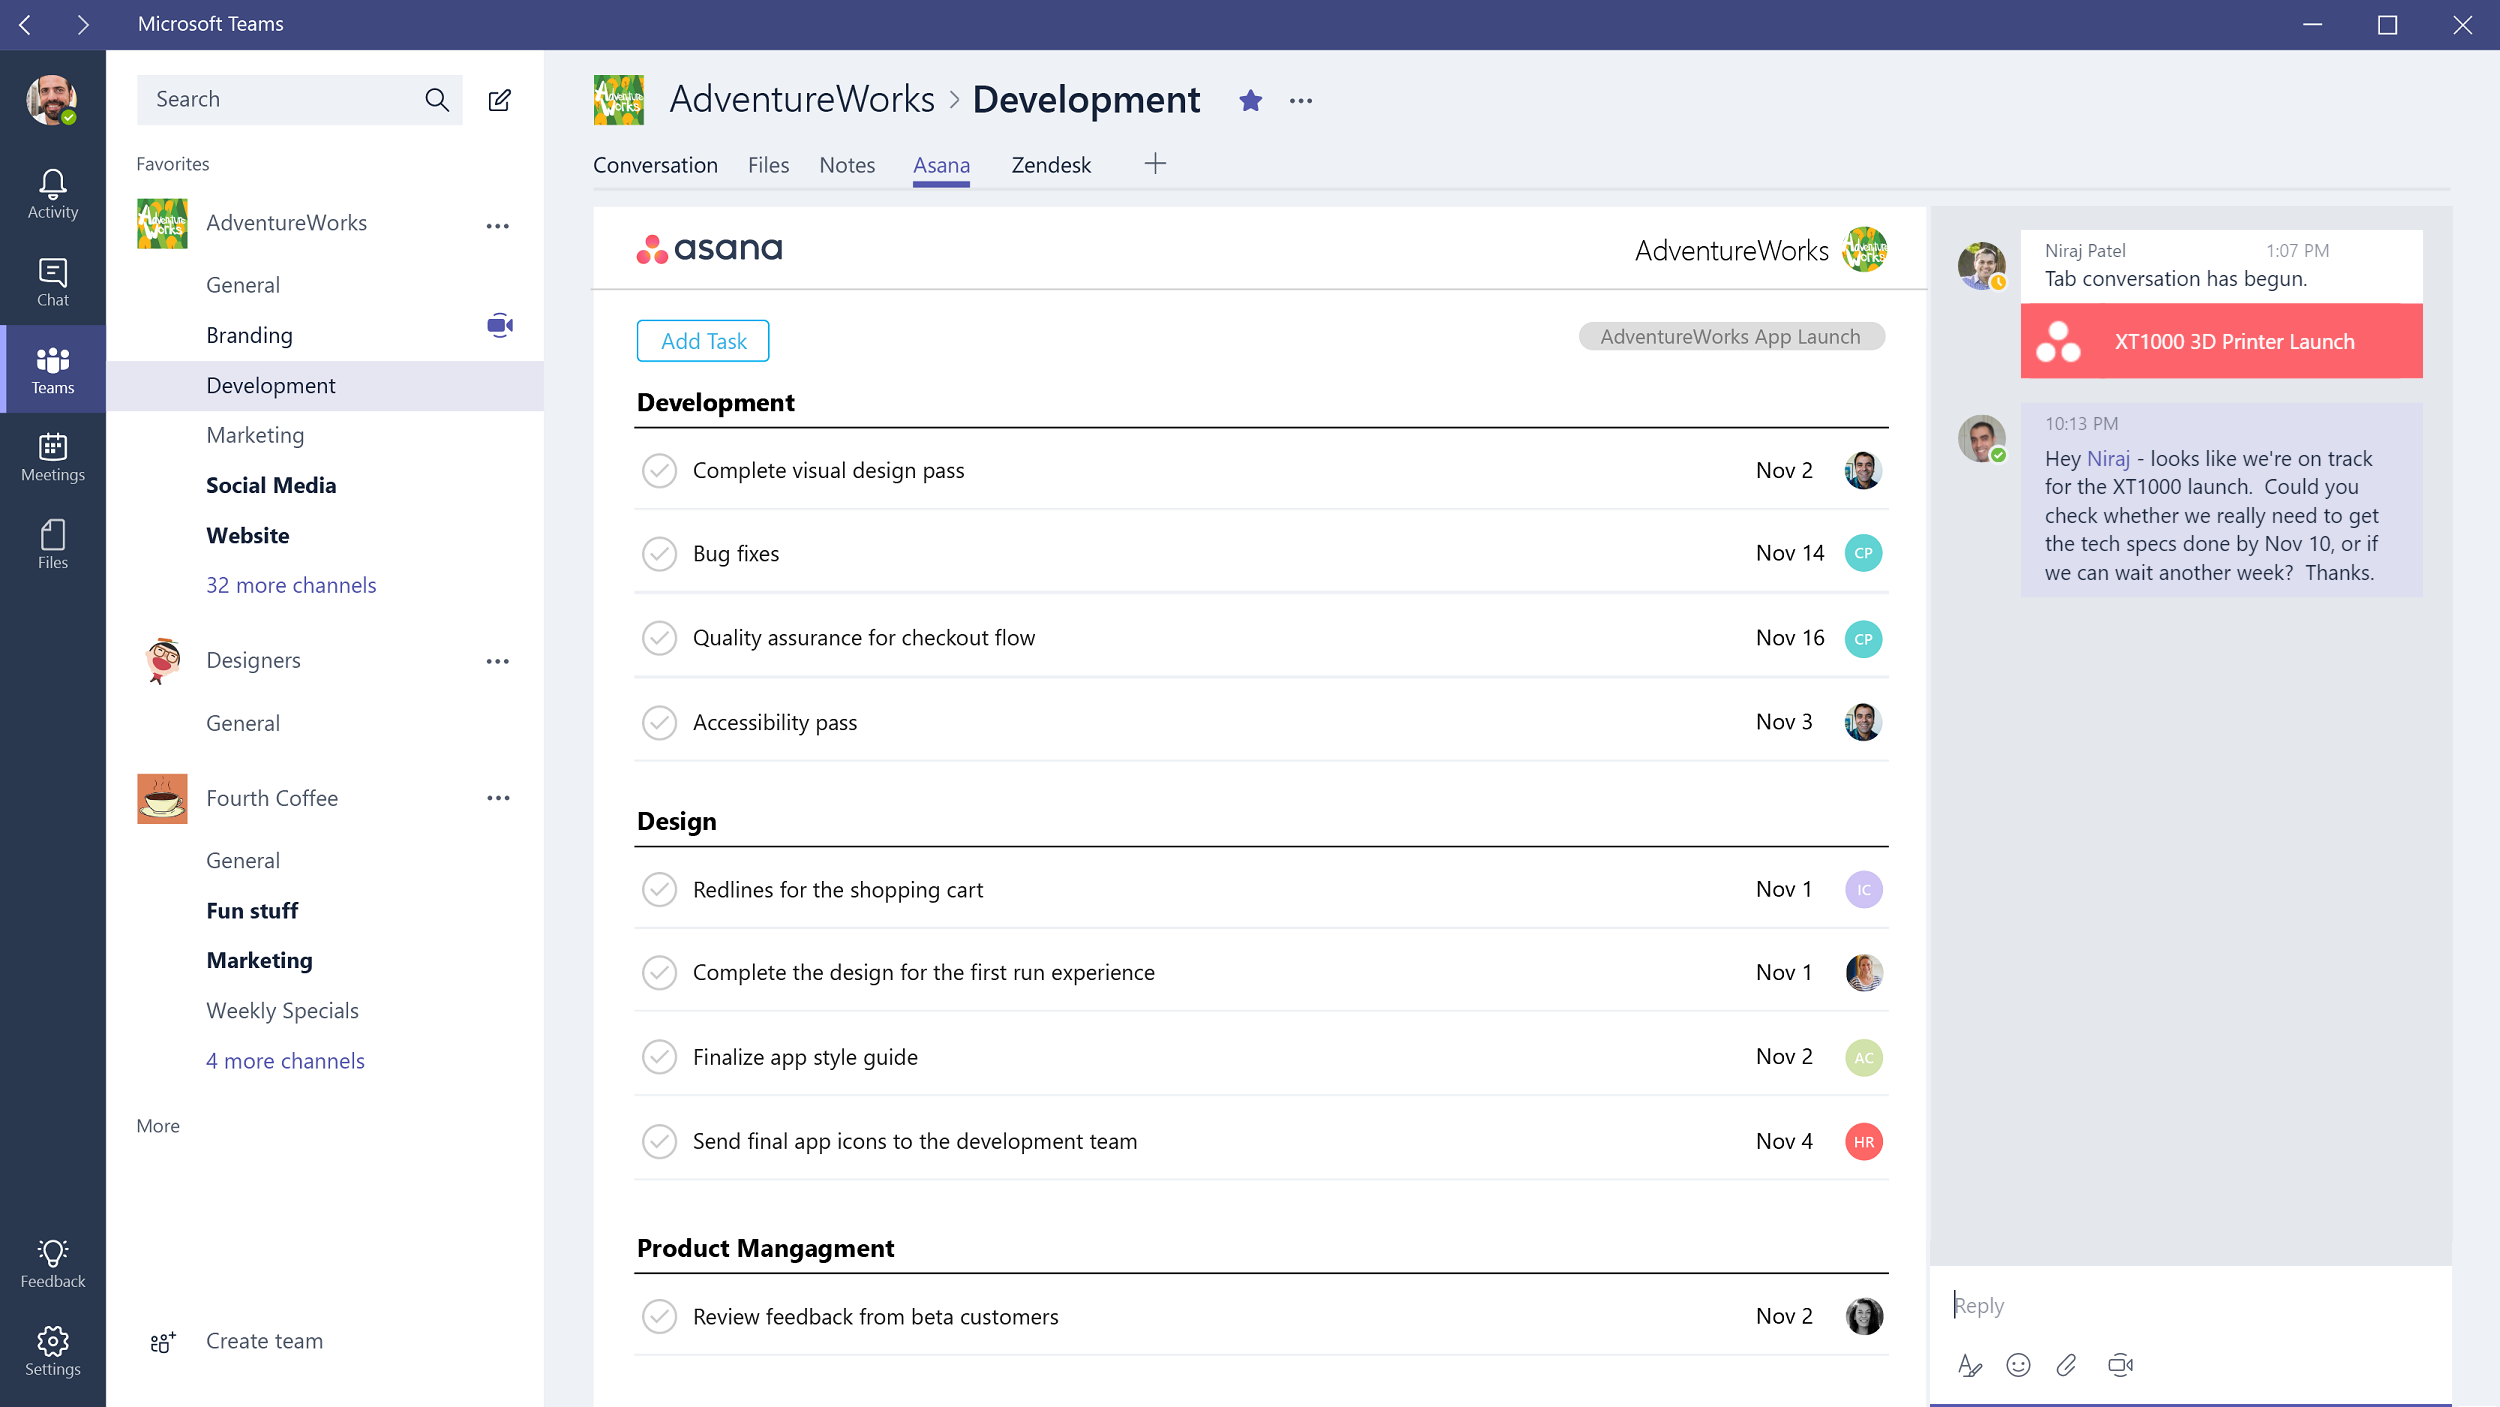 Microsoft Teams
Search
Activity
Chat
Teams
Meetings
Files
Feedback
Settings
Favorites
Adventure Works
AdventureWorks
General
Branding
Development
Marketing
Social Media
Website
32 more channels
Designers
General
Fourth Coffee
General
Fun stuff
Marketing
Weekly Specials
4 more channels
More
Create team
Adventure Works
AdventureWorks > Development
Conversation Files Notes Asana Zendesk
asana
AdventureWorks
Adventure Works
Add Task
AdventureWorks App Launch
Development
Complete visual design pass Nov 2
Bug fixes Nov 14 CP
Quality assurance for checkout flow Nov 16 CP
Accessibility pass Nov 3
Design
Redlines for the shopping cart Nov 1 IC
Complete the design for the first run experience Nov 1
Finalize app style guide Nov 2 AC
Send final app icons to the development team Nov 4 HR
Product Mangagment
Review feedback from beta customers Nov 2
Niraj Patel 1:07 PM
Tab conversation has begun.
XT1000 3D Printer Launch
10:13 PM
Hey Niraj - looks like we're on track
for the XT1000 launch.  Could you
check whether we really need to get
the tech specs done by Nov 10, or if
we can wait another week?  Thanks.
Reply